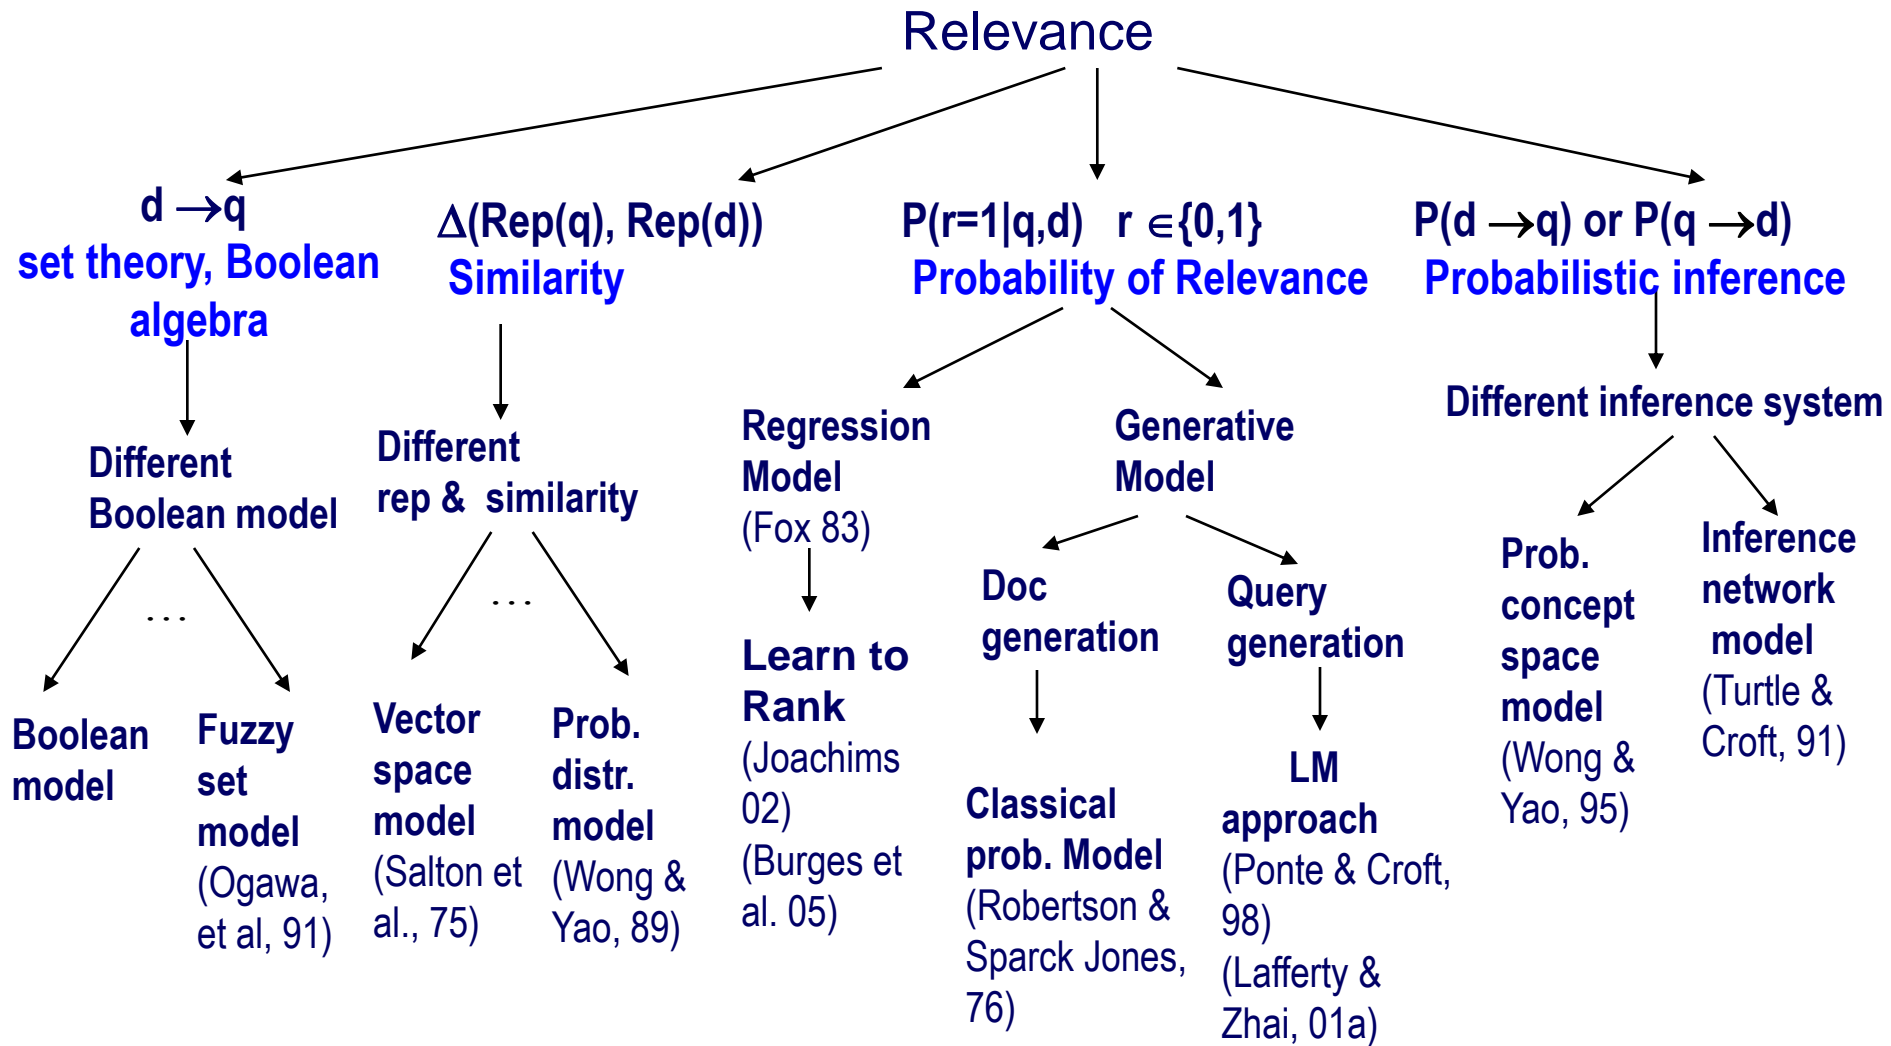 Relevance
d →q
set theory, Boolean
algebra
Δ(Rep(q), Rep(d))
Similarity
P(r=1|q,d) r ∈{0,1}
Probability of Relevance
P(d →q) or P(q →d)
Probabilistic inference
Different
Boolean model
Different
rep & similarity
Regression
Model
(Fox 83)
Generative
Model
Different inference system
. . .
. . .
Doc
generation
Query
generation
Prob.
concept
space
model
(Wong &
Yao, 95)
Inference
network
model
(Turtle &
Croft, 91)
Boolean
model
Fuzzy
set
model
(Ogawa,
et al, 91)
Vector
space
model
(Salton et
al., 75)
Prob.
distr.
model
(Wong &
Yao, 89)
Learn to
Rank
(Joachims
02)
(Burges et
al. 05)
Classical
prob. Model
(Robertson &
Sparck Jones,
76)
LM
approach
(Ponte & Croft,
98)
(Lafferty &
Zhai, 01a)